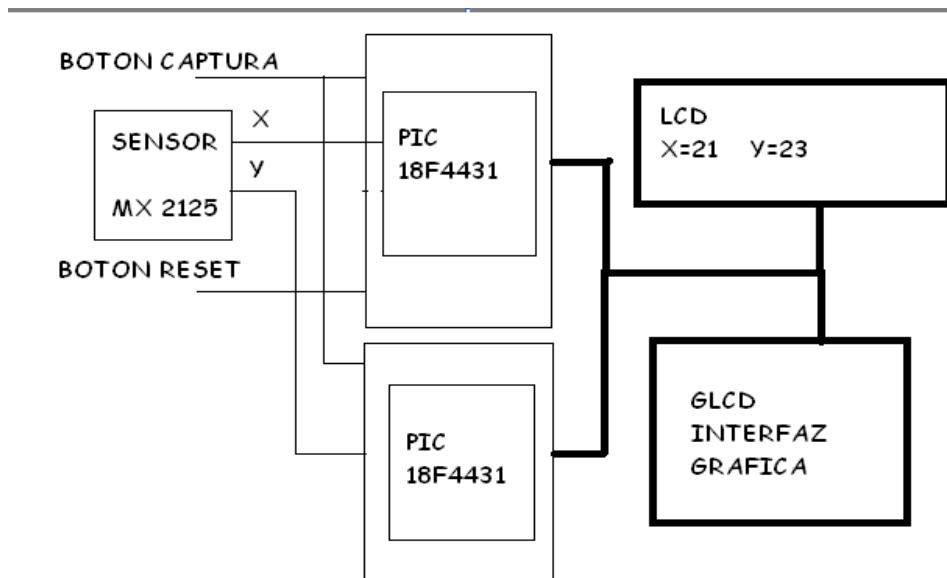 BOTON CAPTURA
SENSOR
MX 2125
X
Y
BOTON RESET
PIC
18F4431
PIC
18F4431
LCD
X=21 Y=23
GLCD
INTERFAZ
GRAFICA